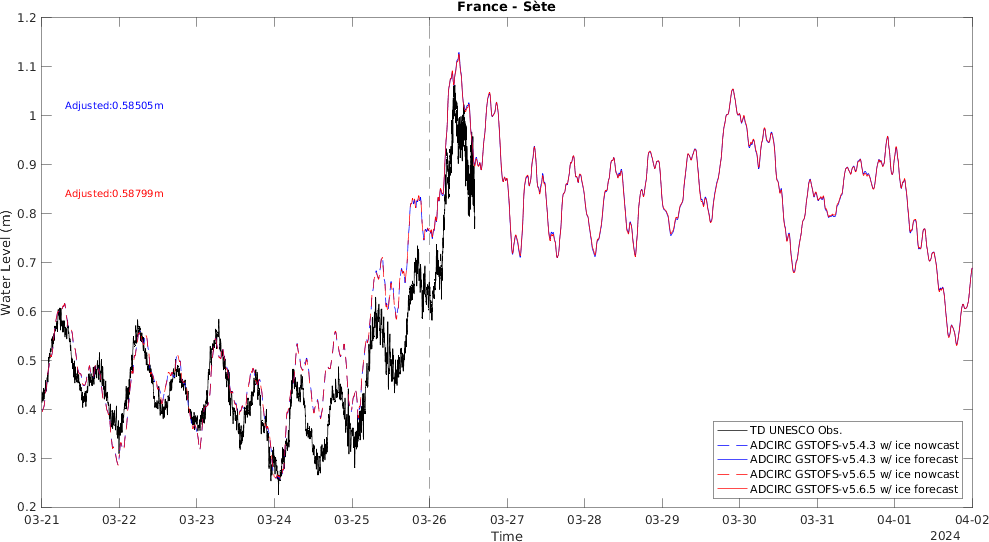 France - Sète
1.2
1.1
1
0.9
0.8
0.7
0.6
0.5
0.4
0.3
0.2
Water Level (m)
Adjusted:0.58505m
Adjusted:0.58799m
TD UNESCO Obs.
ADCIRC GSTOFS-v5.4.3 w/ ice nowcast
ADCIRC GSTOFS-v5.4.3 w/ ice forecast
ADCIRC GSTOFS-v5.6.5 w/ ice nowcast
ADCIRC GSTOFS-v5.6.5 w/ ice forecast
03-21 03-22 03-23 03-24 03-25 03-26 03-27 03-28 03-29 03-30 03-31 04-01 04-02
Time
2024